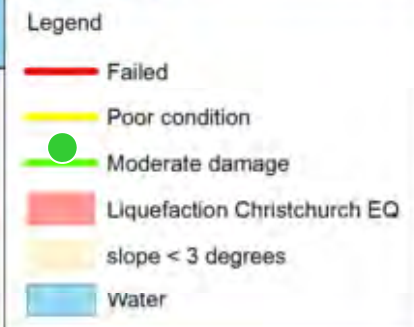 Legend
Failed
Poor condition
Moderate damage
Liquefaction Christchurch EQ
slope < 3 degrees
Water